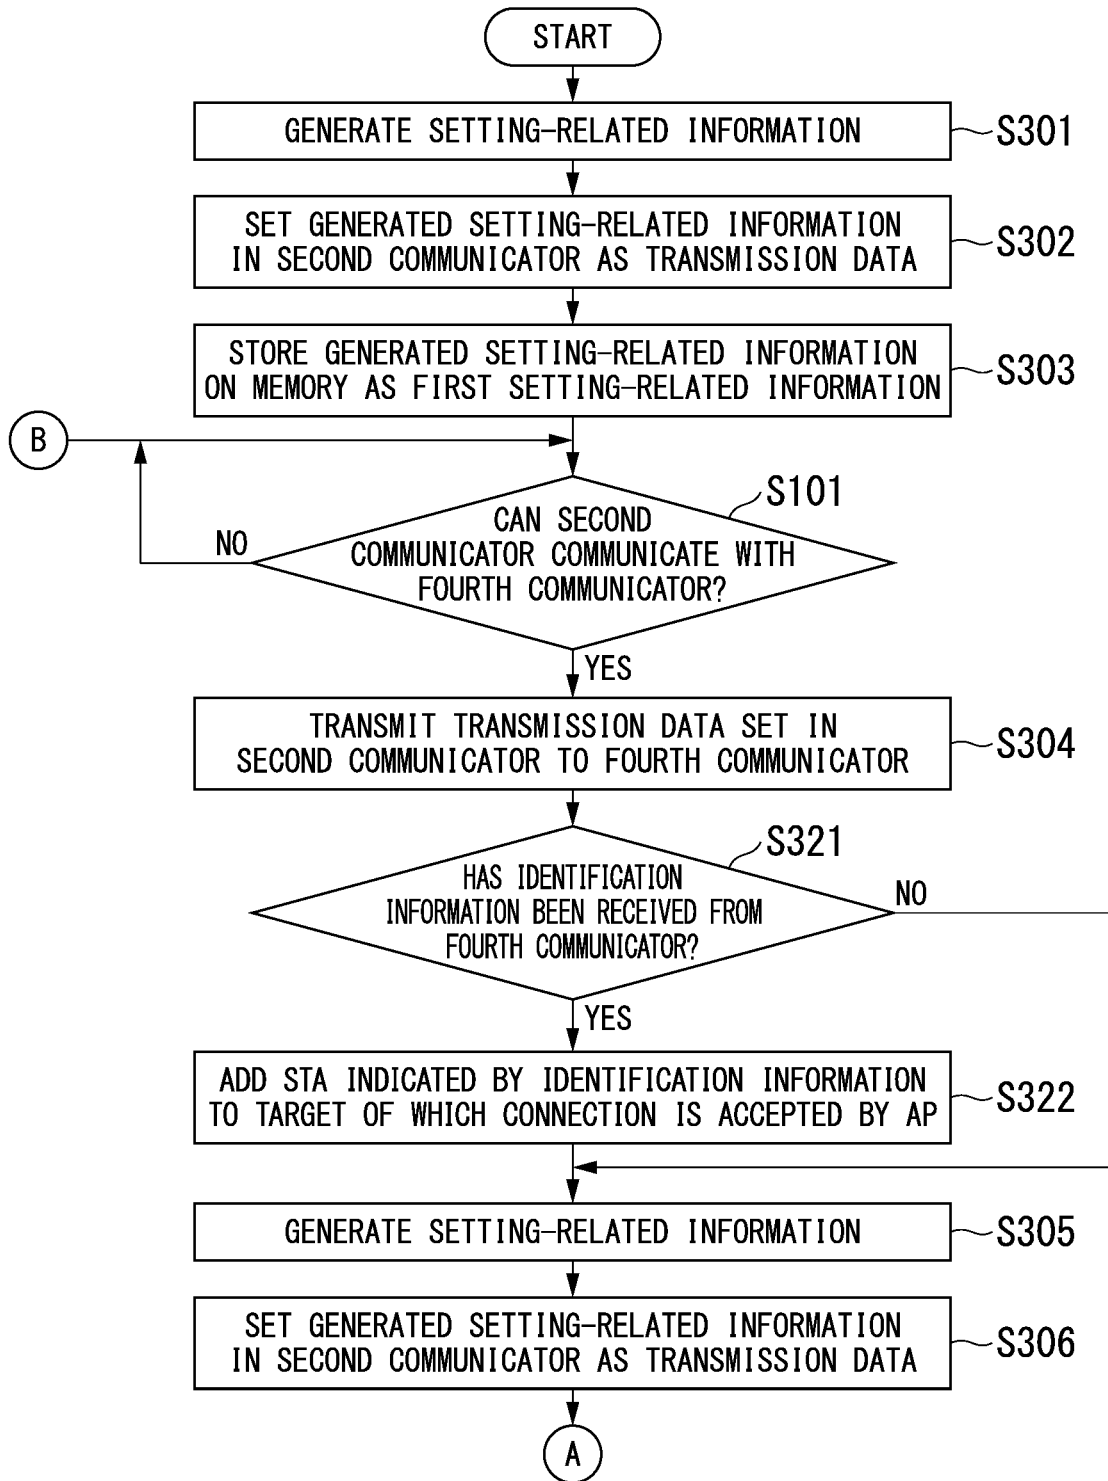 START
GENERATE SETTING-RELATED INFORMATION
S301
SET GENERATED SETTING-RELATED INFORMATION
IN SECOND COMMUNICATOR AS TRANSMISSION DATA
S302
STORE GENERATED SETTING-RELATED INFORMATION
ON MEMORY AS FIRST SETTING-RELATED INFORMATION
S303
B
S101
CAN SECOND
COMMUNICATOR COMMUNICATE WITH
FOURTH COMMUNICATOR?
NO
YES
TRANSMIT TRANSMISSION DATA SET IN
SECOND COMMUNICATOR TO FOURTH COMMUNICATOR
S304
S321
HAS IDENTIFICATION
INFORMATION BEEN RECEIVED FROM
FOURTH COMMUNICATOR?
NO
YES
ADD STA INDICATED BY IDENTIFICATION INFORMATION
TO TARGET OF WHICH CONNECTION IS ACCEPTED BY AP
S322
GENERATE SETTING-RELATED INFORMATION
S305
SET GENERATED SETTING-RELATED INFORMATION
IN SECOND COMMUNICATOR AS TRANSMISSION DATA
S306
A